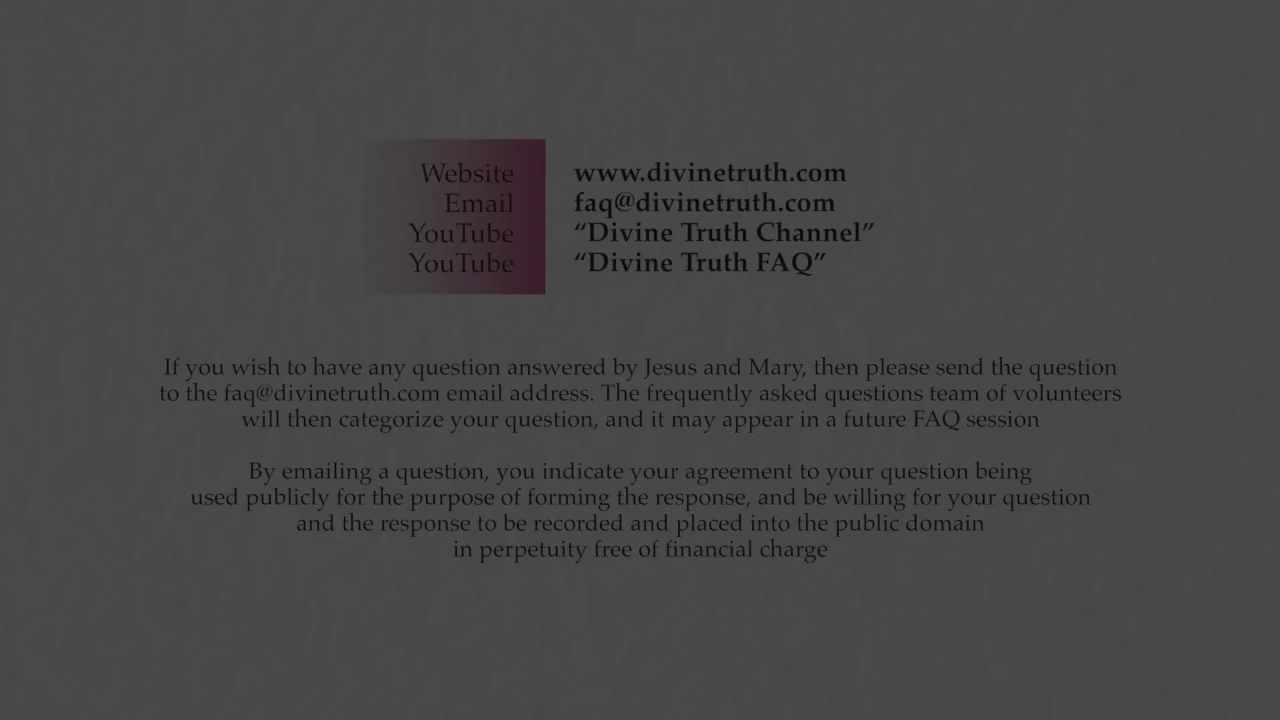 Website www.divinetruth.com
Email faq@divinetruth.com
YouTube “Divine Truth Channel”
YouTube “Divine Truth FAQ”
If you wish to have any question answered by Jesus and Mary, then please send the question
to the faq@divinetruth.com email address. The frequently asked questions team of volunteers
will then categorize your question, and it may appear in a future FAQ session
By emailing a question, you indicate your agreement to your question being
used publicly for the purpose of forming the response, and be willing for your question
and the response to be recorded and placed into the public domain
in perpetuity free of financial charge